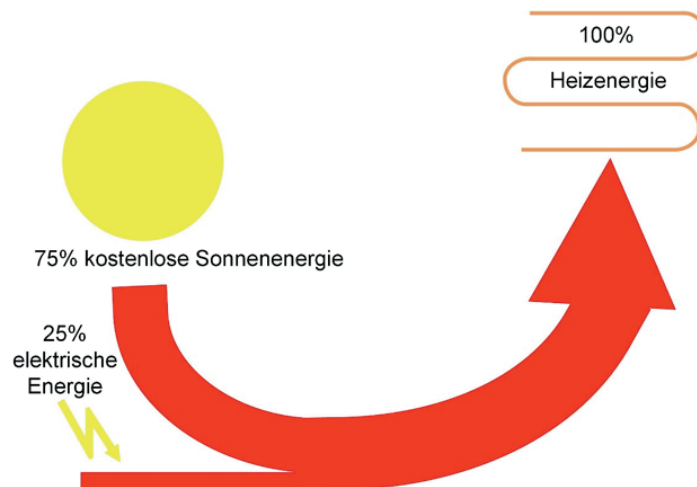 100%
Heizenergie
75% kostenlose Sonnenenergie
25%
elektrische
Energie